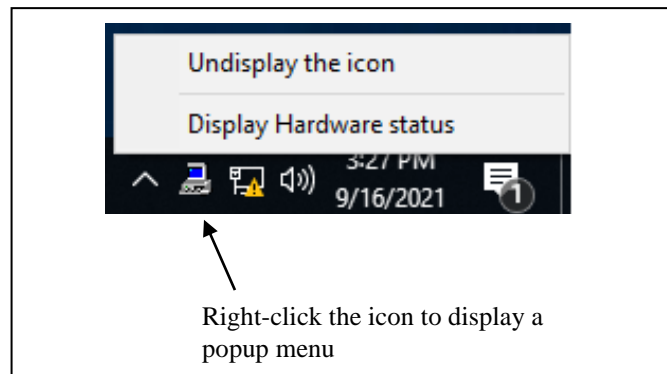 Undisplay the icon
Display Hardware status
3:27 PM
9/16/2021
1
Right-click the icon to display a
popup menu